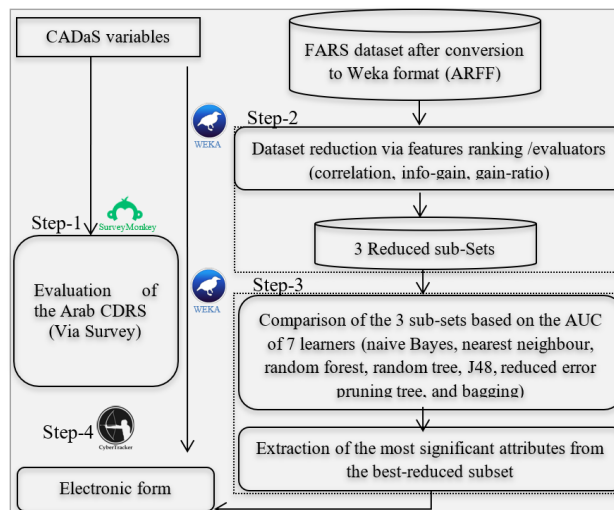 CADaS variables
FARS dataset after conversion
to Weka format (ARFF)
Step-2
WEKA
Dataset reduction via features ranking /evaluators
(correlation, info-gain, gain-ratio)
Step-1
SurveyMonkey
3 Reduced sub-Sets
Evaluation of
the Arab CDRS
(Via Survey)
WEKA
Step-3
Comparison of the 3 sub-sets based on the AUC
of 7 learners (naive Bayes, nearest neighbour,
random forest, random tree, J48, reduced error
pruning tree, and bagging)
Step-4
CyberTracker
Extraction of the most significant attributes from
the best-reduced subset
Electronic form